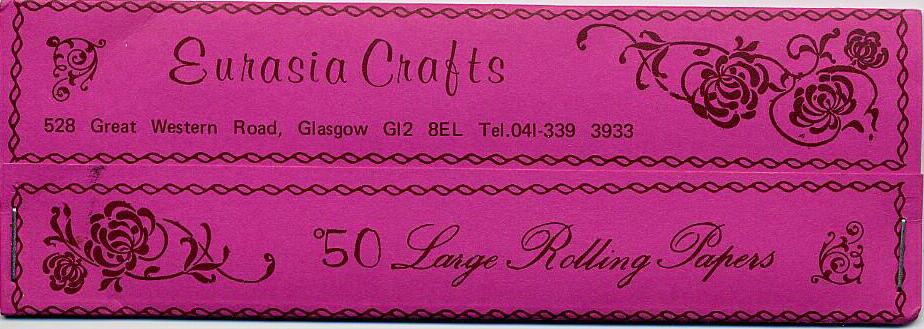 Eurasia Crafts
528 Great Western Road, Glasgow G12 8EL Tel.041-339 3933
50 Large Rolling Papers